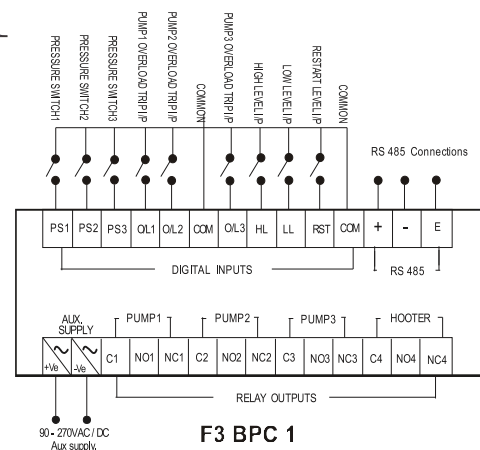 PRESSURE SWITCH1
PRESSURE SWITCH2
PRESSURE SWITCH3
PUMP1 OVERLOAD TRIP I/P
PUMP2 OVERLOAD TRIP I/P
COMMON
PUMP3 OVERLOAD TRIP I/P
HIGH LEVEL I/P
LOW LEVEL I/P
RESTART LEVEL I/P
COMMON
RS 485 Connections
PS1 PS2 PS3 O/L1 O/L2 COM O/L3 HL LL RST COM + - E
DIGITAL INPUTS
RS 485
AUX.
SUPPLY
PUMP1 PUMP2 PUMP3 HOOTER
+Ve -Ve C1 NO1 NC1 C2 NO2 NC2 C3 NO3 NC3 C4 NO4 NC4
RELAY OUTPUTS
90 - 270VAC / DC
Aux supply.
F3 BPC 1